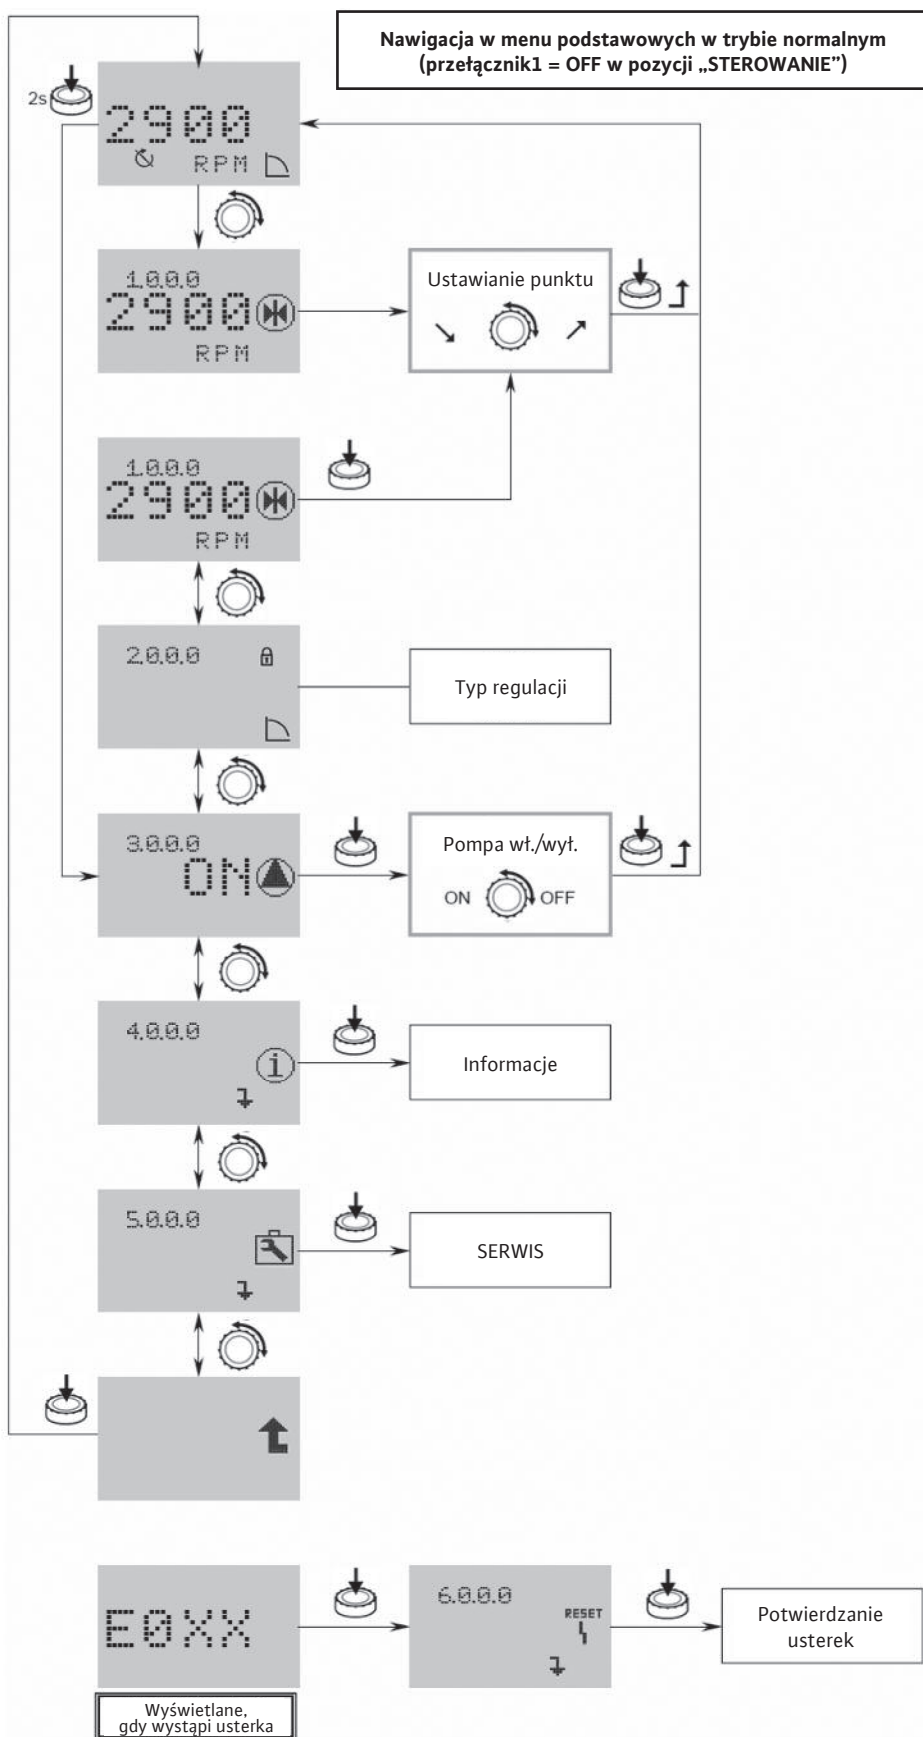 Nawigacja w menu podstawowych w trybie normalnym
(przełącznik1 = OFF w pozycji „STEROWANIE”)
2s
2900
RPM
1.0.0.0
2900
RPM
Ustawianie punktu
1.0.0.0
2900
RPM
2.0.0.0
Typ regulacji
3.0.0.0
ON
Pompa wł./wył.
ON OFF
4.0.0.0
i
Informacje
5.0.0.0
SERWIS
E0XX
6.0.0.0
RESET
Potwierdzanie
usterek
Wyświetlane,
gdy wystąpi usterka